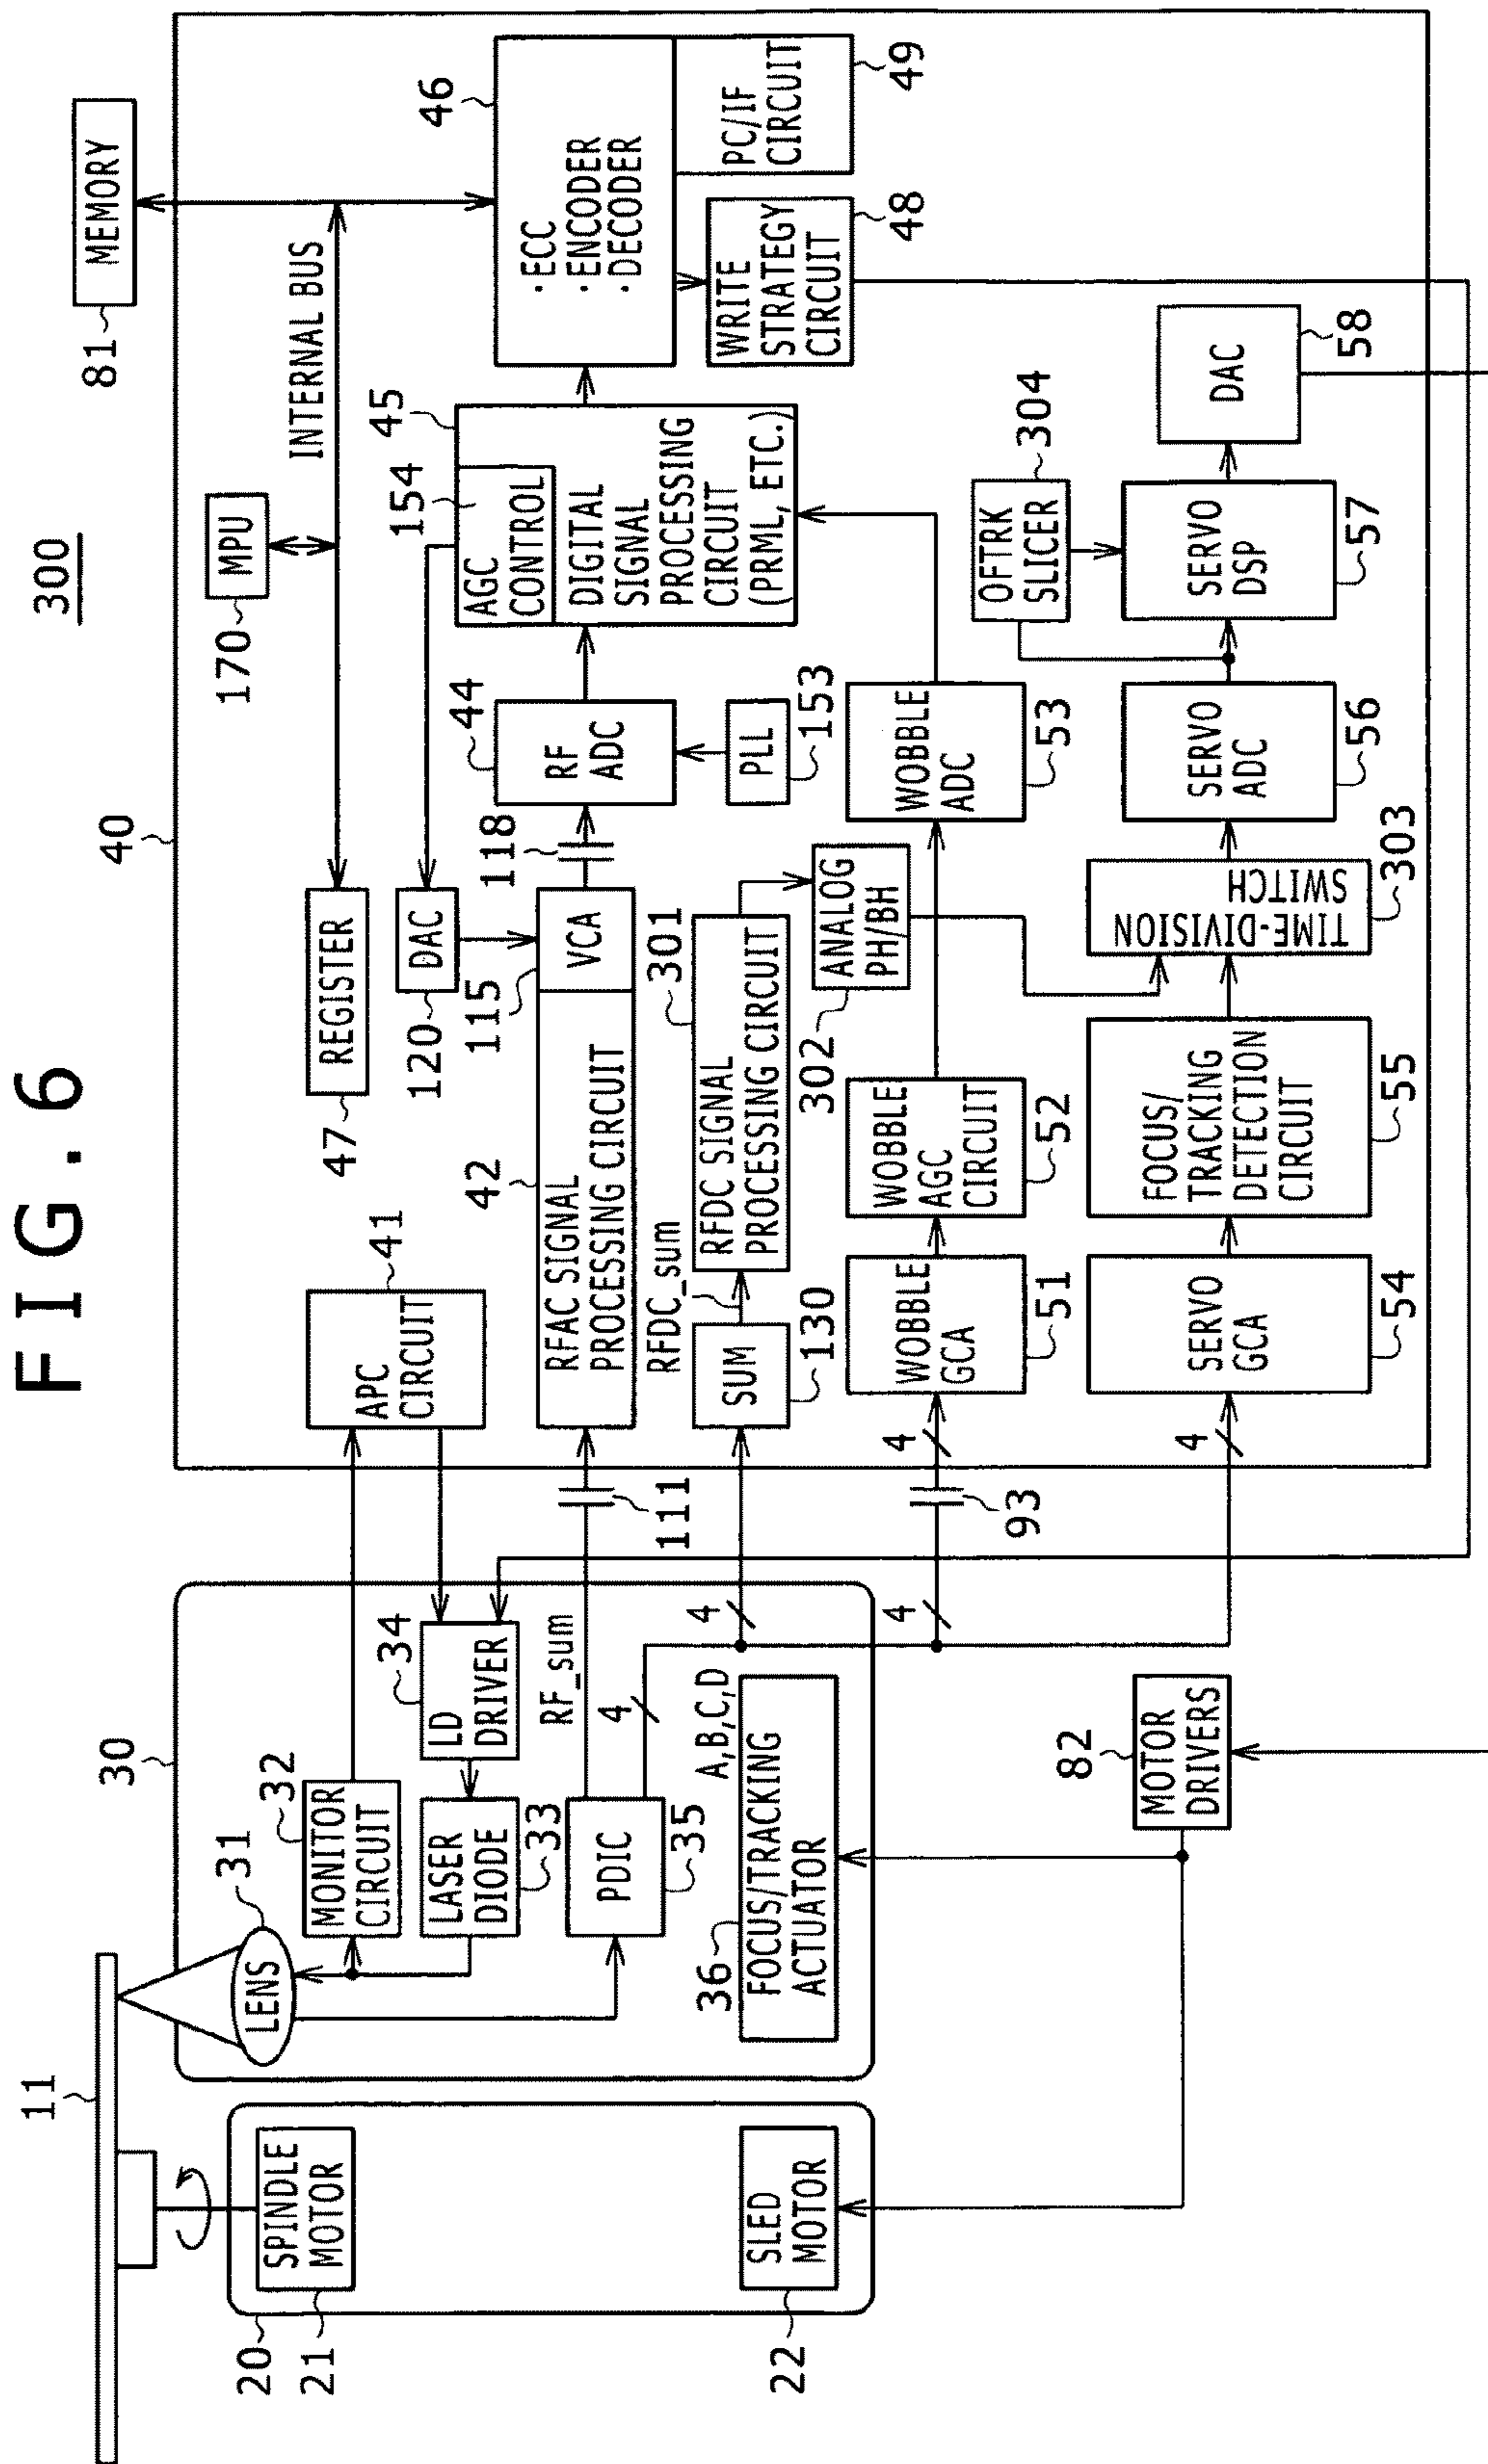 FIG. 6
300
11
20
SPINDLE
MOTOR
21
SLED
MOTOR
22
30
LENS
31
MONITOR
CIRCUIT
32
LASER
DIODE
33
LD
DRIVER
34
PDIC
35
RF_sum
4
A,B,C,D
36
FOCUS/TRACKING
ACTUATOR
4
4
82
MOTOR
DRIVERS
111
93
40
APC
CIRCUIT
41
REGISTER
47
170
MPU
INTERNAL BUS
81
MEMORY
RFAC SIGNAL
PROCESSING CIRCUIT
42
VCA
115
DAC
120
118
RF
ADC
44
PLL
153
AGC
CONTROL
154
45
DIGITAL
SIGNAL
PROCESSING
CIRCUIT
(PRML, ETC.)
·ECC
·ENCODER
·DECODER
46
PC/IF
CIRCUIT
49
WRITE
STRATEGY
CIRCUIT
48
SUM
130
RFDC_sum
RFDC SIGNAL
PROCESSING CIRCUIT
301
ANALOG
PH/BH
302
4
WOBBLE
GCA
51
WOBBLE
AGC
CIRCUIT
52
WOBBLE
ADC
53
4
SERVO
GCA
54
FOCUS/
TRACKING
DETECTION
CIRCUIT
55
TIME-DIVISION
SWITCH
303
SERVO
ADC
56
OFTRK
SLICER
304
SERVO
DSP
57
DAC
58